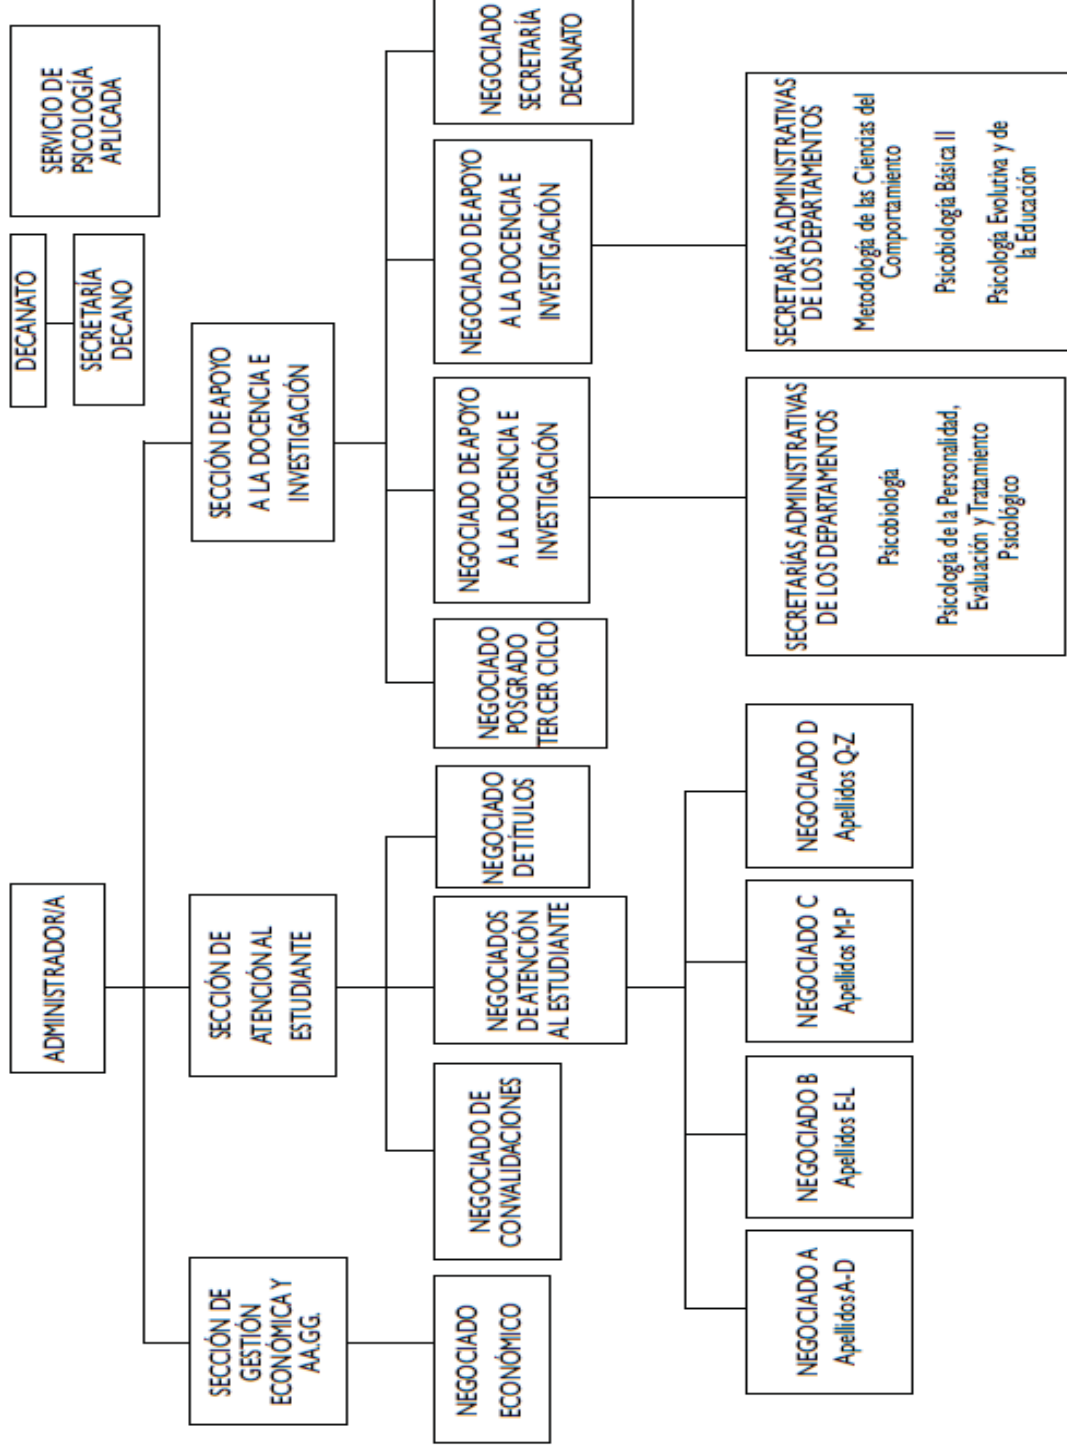 ADMINISTRADOR/A
DECANATO
SECRETARÍA
DECANO
SERVICIO DE
PSICOLOGÍA
APLICADA
SECCIÓN DE
GESTIÓN
ECONÓMICA Y
AA.GG.
SECCIÓN DE
ATENCIÓN AL
ESTUDIANTE
SECCIÓN DE APOYO
A LA DOCENCIA E
INVESTIGACIÓN
NEGOCIADO
ECONÓMICO
NEGOCIADO DE
CONVALIDACIONES
NEGOCIADOS
DE ATENCIÓN
AL ESTUDIANTE
NEGOCIADO
DE TÍTULOS
NEGOCIADO
POSGRADO
TERCER CICLO
NEGOCIADO DE APOYO
A LA DOCENCIA E
INVESTIGACIÓN
NEGOCIADO DE APOYO
A LA DOCENCIA E
INVESTIGACIÓN
NEGOCIADO
SECRETARÍA
DECANATO
NEGOCIADO A
Apellidos A-D
NEGOCIADO B
Apellidos E-L
NEGOCIADO C
Apellidos M-P
NEGOCIADO D
Apellidos Q-Z
SECRETARÍAS ADMINISTRATIVAS
DE LOS DEPARTAMENTOS
Psicobiología
Psicología de la Personalidad,
Evaluación y Tratamiento
Psicológico
SECRETARÍAS ADMINISTRATIVAS
DE LOS DEPARTAMENTOS
Metodología de las Ciencias del
Comportamiento
Psicobiología Básica II
Psicología Evolutiva y de
la Educación